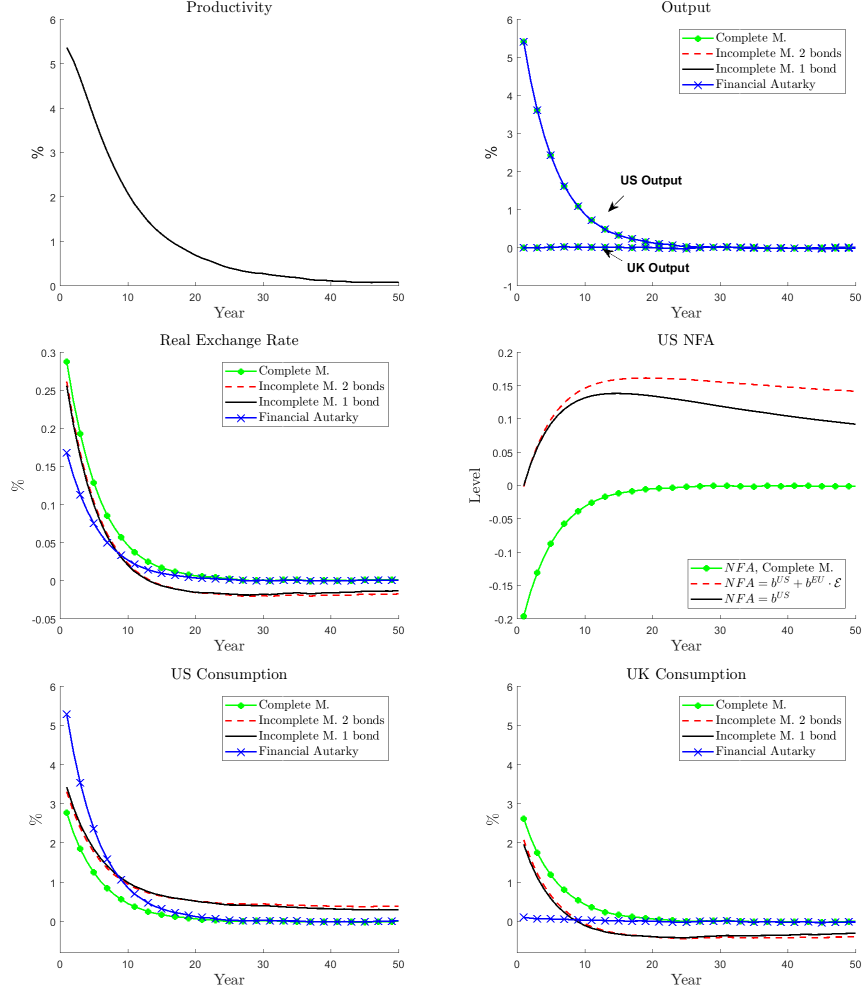 Productivity
6
5
4
3
2
1
0
%
0 10 20 30 40 50
Year
Output
6
5
4
3
2
1
0
-1
%
Complete M.
Incomplete M. 2 bonds
Incomplete M. 1 bond
Financial Autarky
US Output
UK Output
0 10 20 30 40 50
Year
Real Exchange Rate
0.3
0.25
0.2
0.15
0.1
0.05
0
-0.05
%
Complete M.
Incomplete M. 2 bonds
Incomplete M. 1 bond
Financial Autarky
0 10 20 30 40 50
Year
US NFA
0.2
0.15
0.1
0.05
0
-0.05
-0.1
-0.15
-0.2
Level
NFA, Complete M.
NFA = b^{US} + b^{EU} · ℰ
NFA = b^{US}
0 10 20 30 40 50
Year
US Consumption
6
5
4
3
2
1
0
%
Complete M.
Incomplete M. 2 bonds
Incomplete M. 1 bond
Financial Autarky
0 10 20 30 40 50
Year
UK Consumption
6
5
4
3
2
1
0
%
Complete M.
Incomplete M. 2 bonds
Incomplete M. 1 bond
Financial Autarky
0 10 20 30 40 50
Year